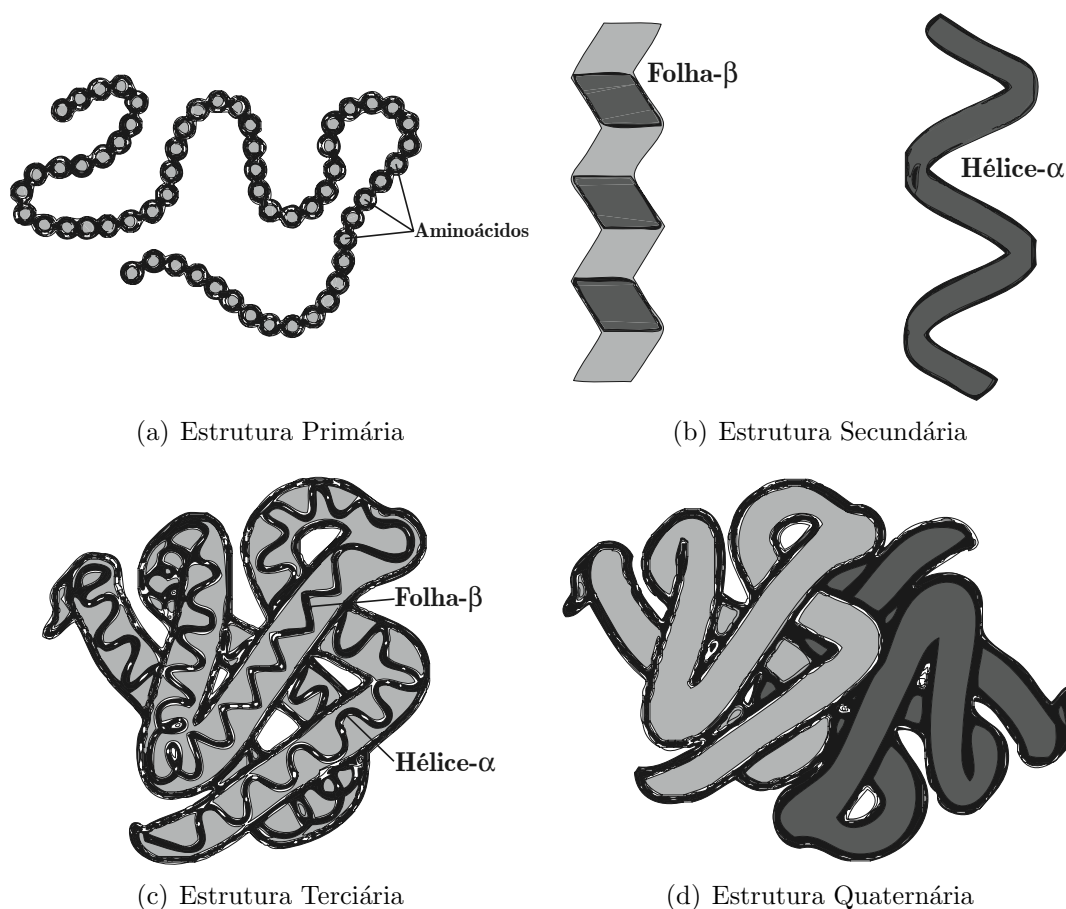 Folha-β
Hélice-α
Aminoácidos
(a) Estrutura Primária
(b) Estrutura Secundária
Folha-β
Hélice-α
(c) Estrutura Terciária
(d) Estrutura Quaternária